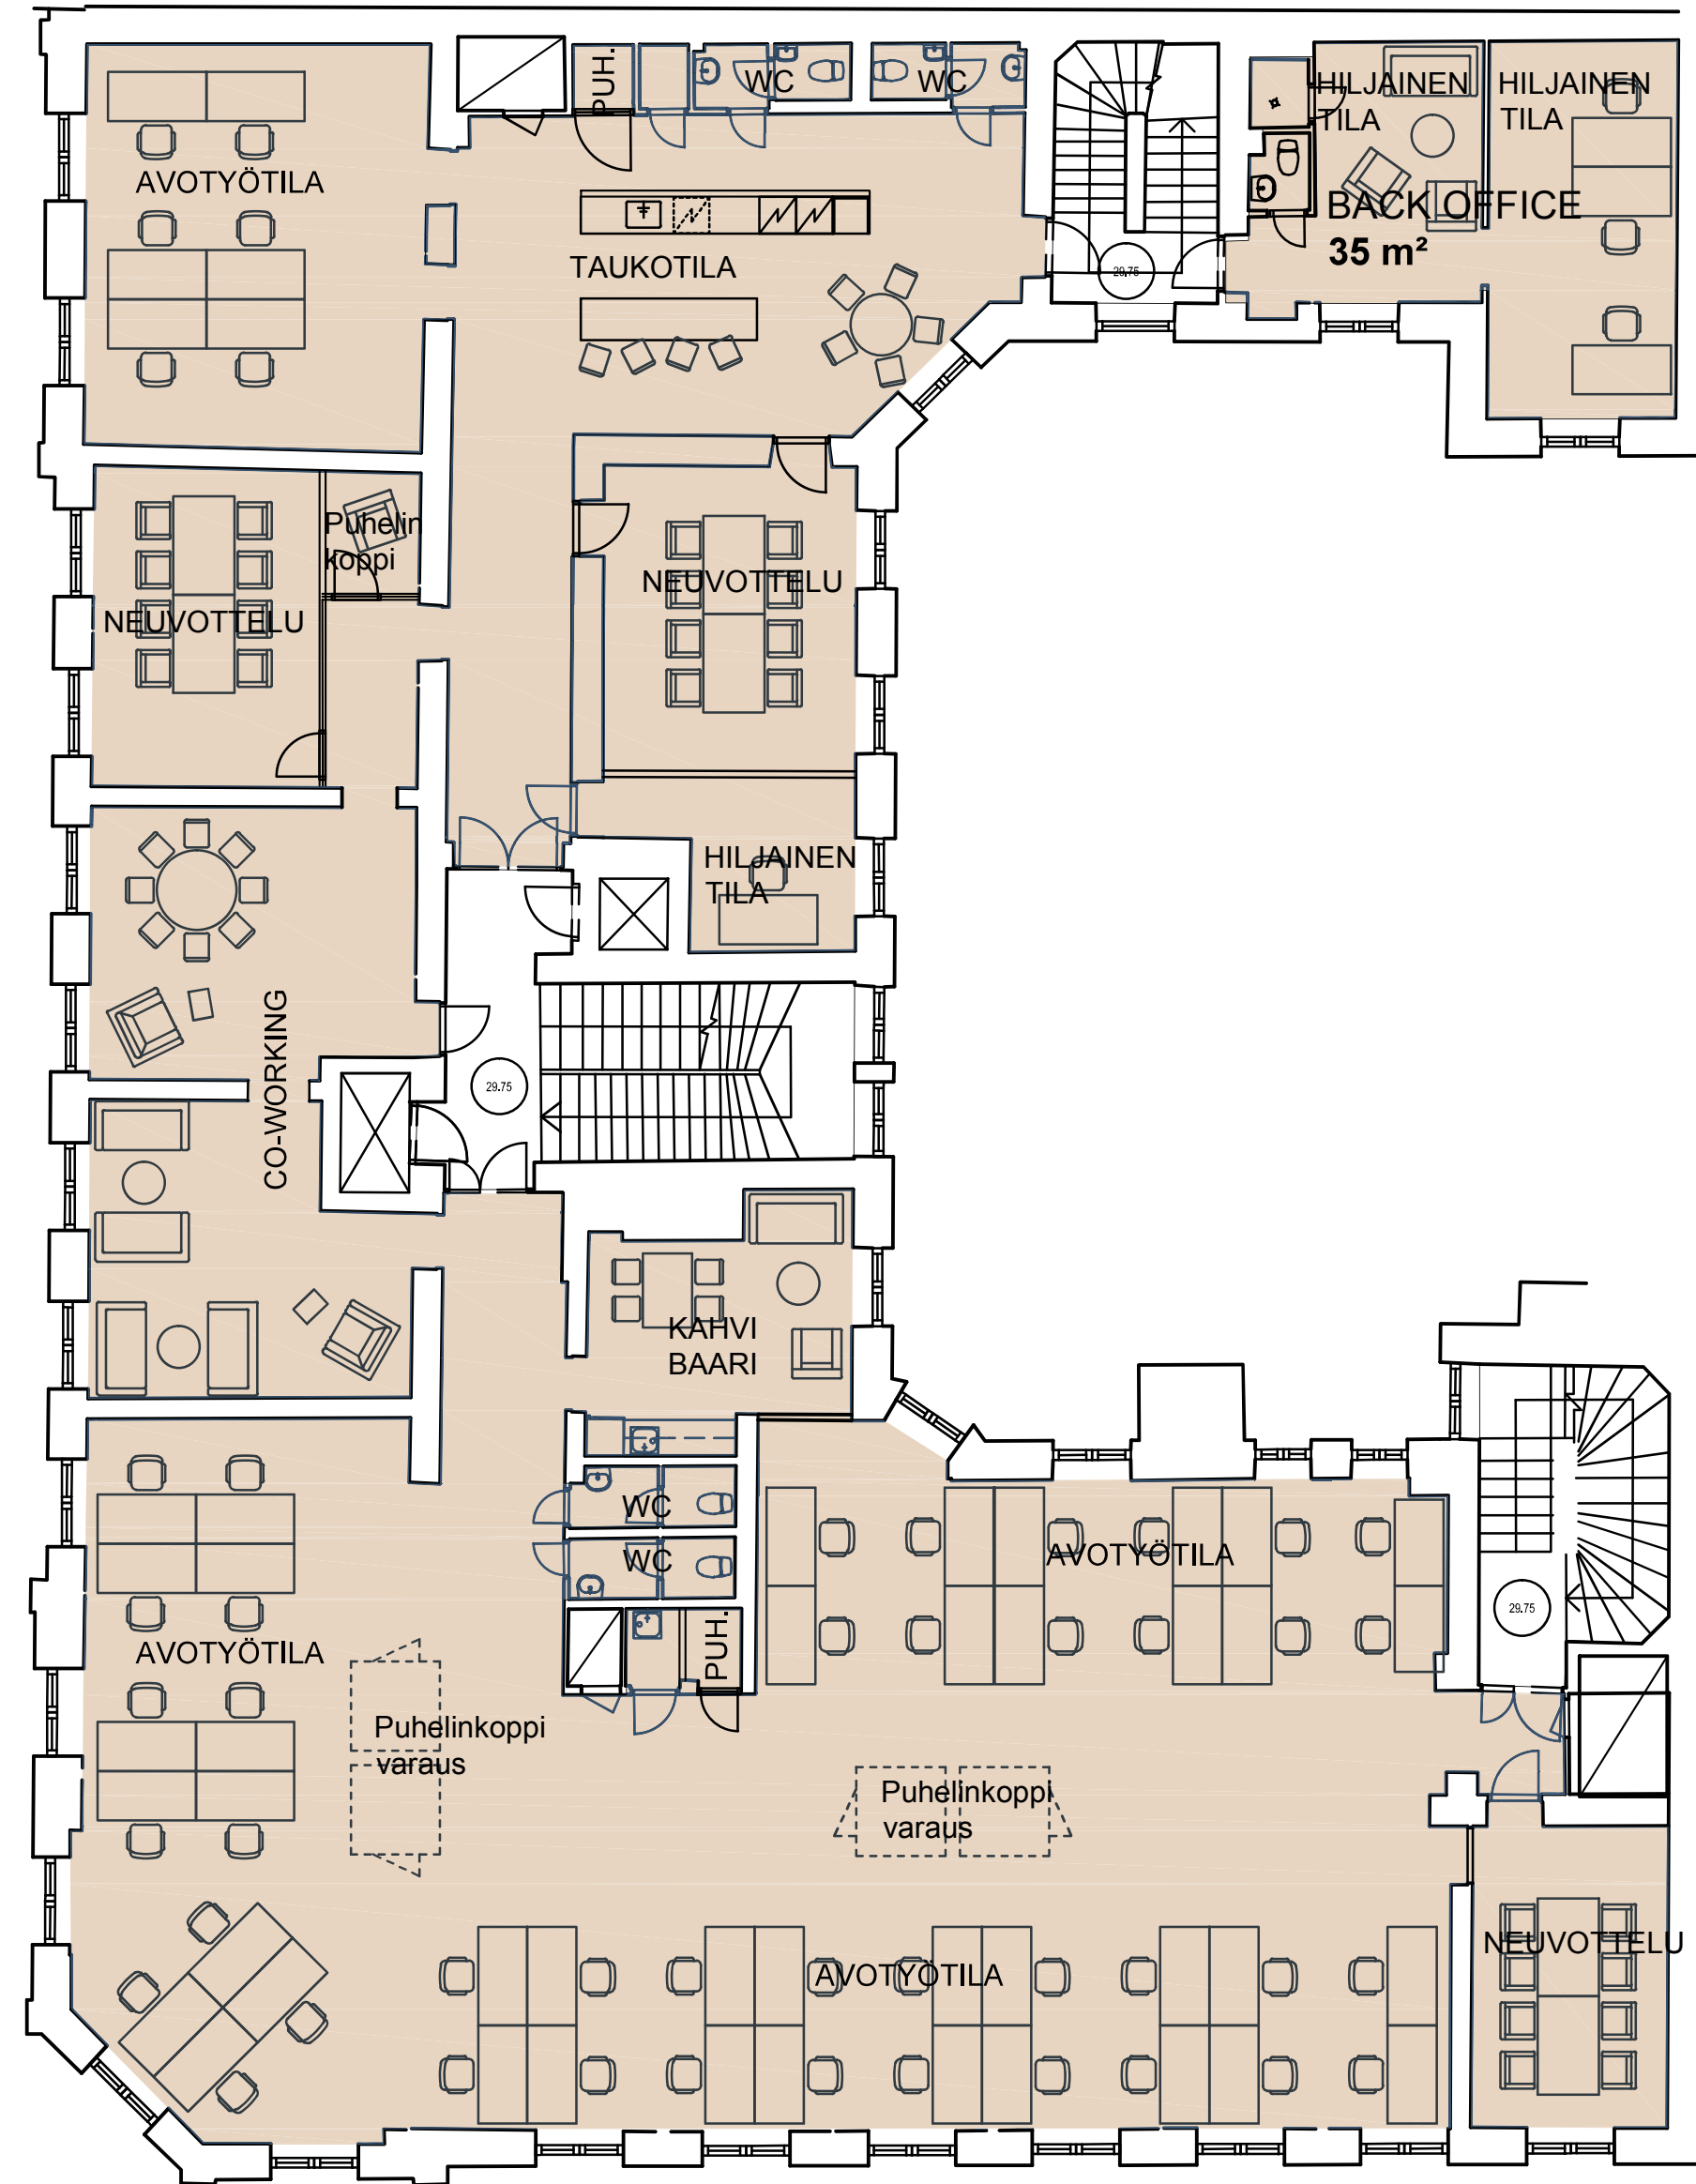 PUH.
WC
WC
HILJAINEN
TILA
HILJAINEN
TILA
AVOTYÖTILA
BACK OFFICE
35 m²
TAUKOTILA
29.75
Puhelin
koppi
NEUVOTTELU
NEUVOTTELU
HILJAINEN
TILA
CO-WORKING
29.75
KAHVI
BAARI
WC
WC
AVOTYÖTILA
29.75
PUH.
AVOTYÖTILA
Puhelinkoppi
varaus
Puhelinkoppi
varaus
NEUVOTTELU
AVOTYÖTILA